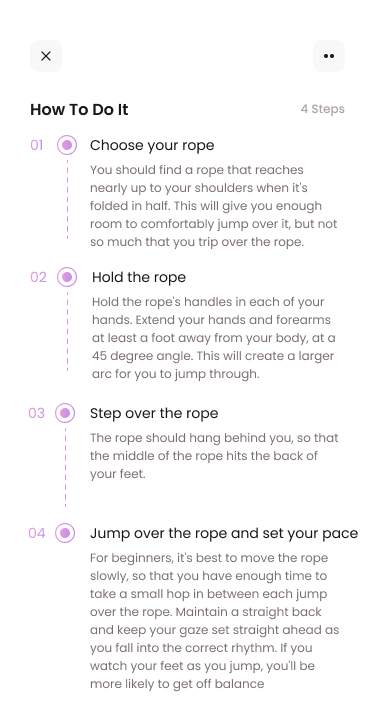 How To Do It
4 Steps
01
Choose your rope
You should find a rope that reaches
nearly up to your shoulders when it's
folded in half. This will give you enough
room to comfortably jump over it, but not
so much that you trip over the rope.
02
Hold the rope
Hold the rope's handles in each of your
hands. Extend your hands and forearms
at least a foot away from your body, at a
45 degree angle. This will create a larger
arc for you to jump through.
03
Step over the rope
The rope should hang behind you, so that
the middle of the rope hits the back of
your feet.
04
Jump over the rope and set your pace
For beginners, it's best to move the rope
slowly, so that you have enough time to
take a small hop in between each jump
over the rope. Maintain a straight back
and keep your gaze set straight ahead as
you fall into the correct rhythm. If you
watch your feet as you jump, you'll be
more likely to get off balance